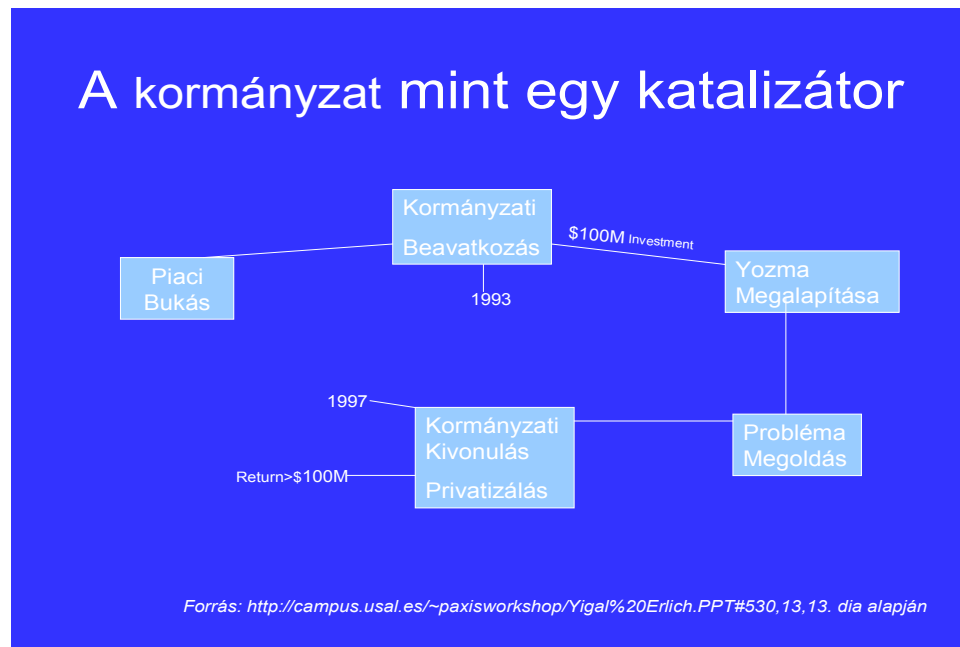 A kormányzat mint egy katalizátor
Kormányzati
Beavatkozás
$100M Investment
Piaci
Bukás
1993
Yozma
Megalapítása
1997
Kormányzati
Kivonulás
Privatizálás
Return>$100M
Probléma
Megoldás
Forrás: http://campus.usal.es/~paxisworkshop/Yigal%20Erlich.PPT#530,13,13. dia alapján